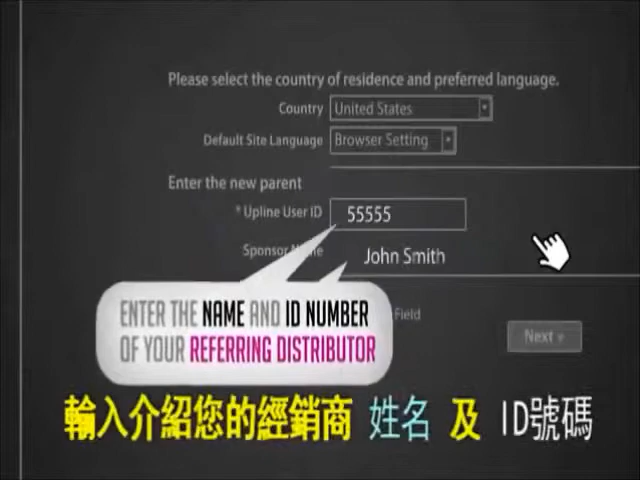 Please select the country of residence and preferred language.
Country United States
Default Site Language Browser Setting
Enter the new parent
* Upline User ID 55555
Sponsor Name John Smith
ENTER THE NAME AND ID NUMBER
OF YOUR REFERRING DISTRIBUTOR
Field
Next »
輸入介紹您的經銷商 姓名 及 ID號碼